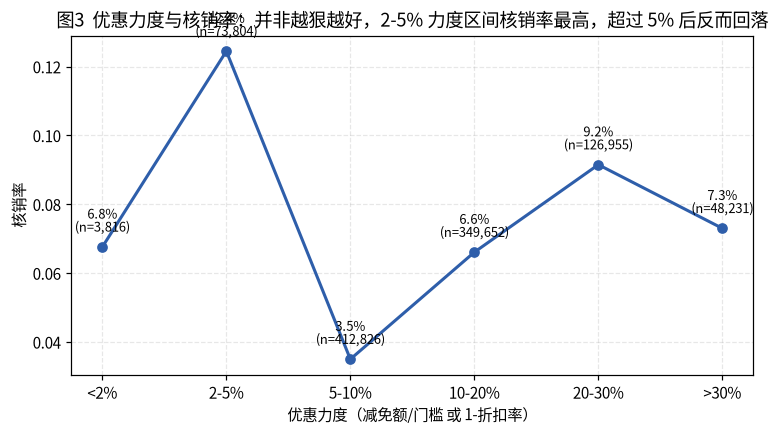 图3 优惠力度与核销率：并非越狠越好，2-5% 力度区间核销率最高，超过 5% 后反而回落
(n=73,804)
0.12
0.10
0.08
0.06
0.04
核销率
6.8%
(n=3,816)
3.5%
(n=412,826)
6.6%
(n=349,652)
9.2%
(n=126,955)
7.3%
(n=48,231)
<2%
2-5%
5-10%
10-20%
20-30%
>30%
优惠力度（减免额/门槛 或 1-折扣率）